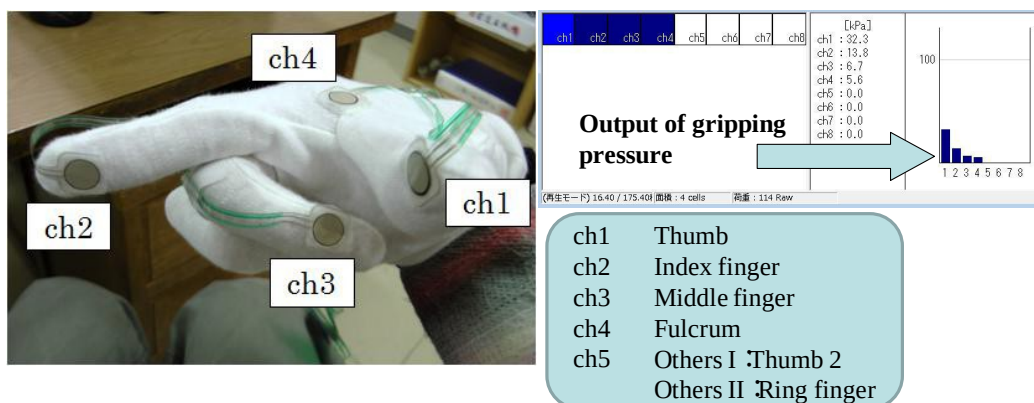 ch4
ch2
ch1
ch3
ch1 ch2 ch3 ch4 ch5 ch6 ch7 ch8
[kPa]
ch1 : 32.3
ch2 : 13.8
ch3 : 6.7
ch4 : 5.6
ch5 : 0.0
ch6 : 0.0
ch7 : 0.0
ch8 : 0.0
100
1 2 3 4 5 6 7 8
Output of gripping
pressure
(再生モード) 16.40 / 175.40 面積 : 4 cells 荷重 : 114 Raw
ch1 Thumb
ch2 Index finger
ch3 Middle finger
ch4 Fulcrum
ch5 Others I :Thumb 2
Others II :Ring finger